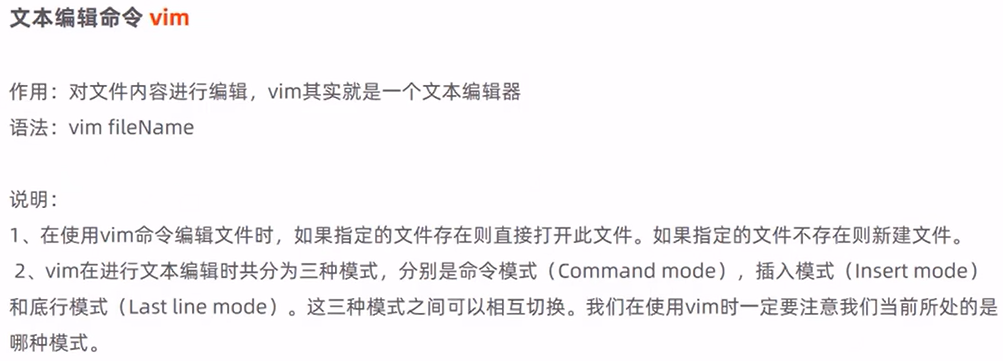 文本编辑命令 vim
作用：对文件内容进行编辑，vim其实就是一个文本编辑器
语法：vim fileName
说明：
1、在使用vim命令编辑文件时，如果指定的文件存在则直接打开此文件。如果指定的文件不存在则新建文件。
2、vim在进行文本编辑时共分为三种模式，分别是命令模式（Command mode），插入模式（Insert mode）
和底行模式（Last line mode）。这三种模式之间可以相互切换。我们在使用vim时一定要注意我们当前所处的是
哪种模式。